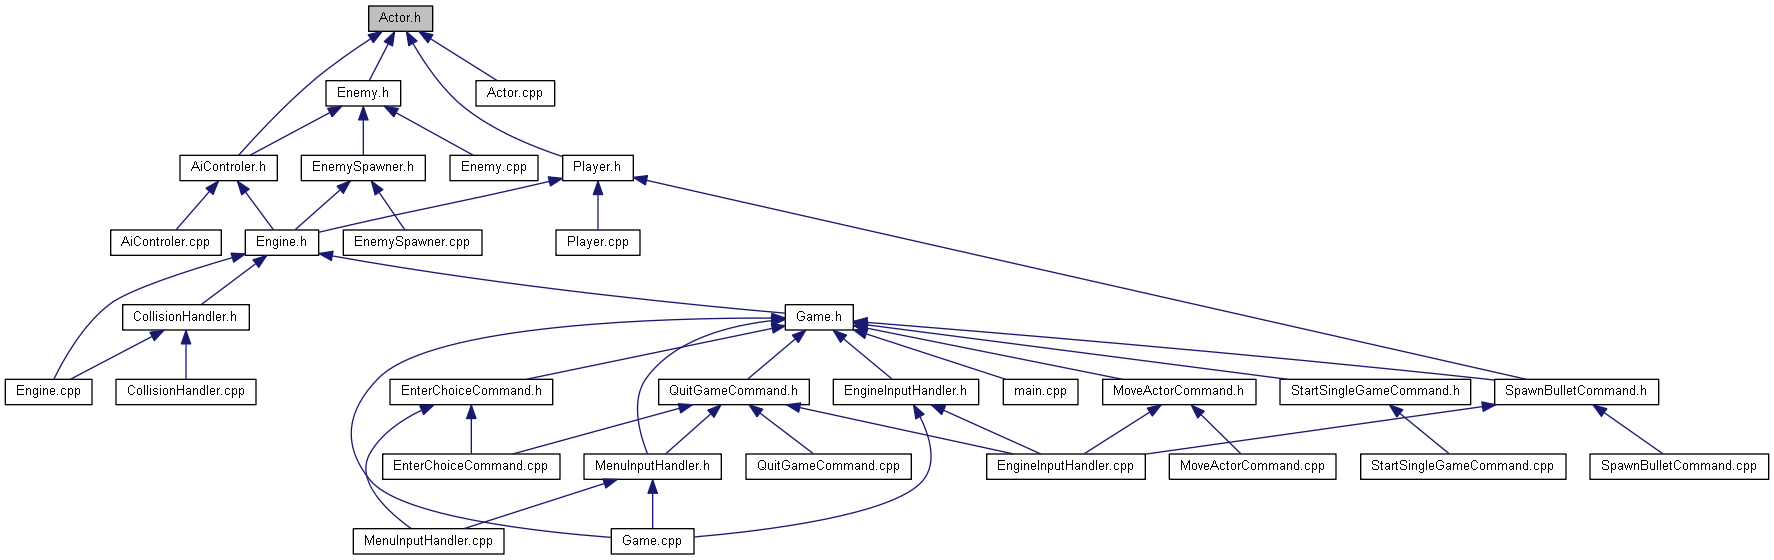 Actor.h
Enemy.h
Actor.cpp
AiControler.h
EnemySpawner.h
Enemy.cpp
Player.h
AiControler.cpp
Engine.h
EnemySpawner.cpp
Player.cpp
CollisionHandler.h
Game.h
Engine.cpp
CollisionHandler.cpp
EnterChoiceCommand.h
QuitGameCommand.h
EngineInputHandler.h
main.cpp
MoveActorCommand.h
StartSingleGameCommand.h
SpawnBulletCommand.h
EnterChoiceCommand.cpp
MenuInputHandler.h
QuitGameCommand.cpp
EngineInputHandler.cpp
MoveActorCommand.cpp
StartSingleGameCommand.cpp
SpawnBulletCommand.cpp
MenuInputHandler.cpp
Game.cpp